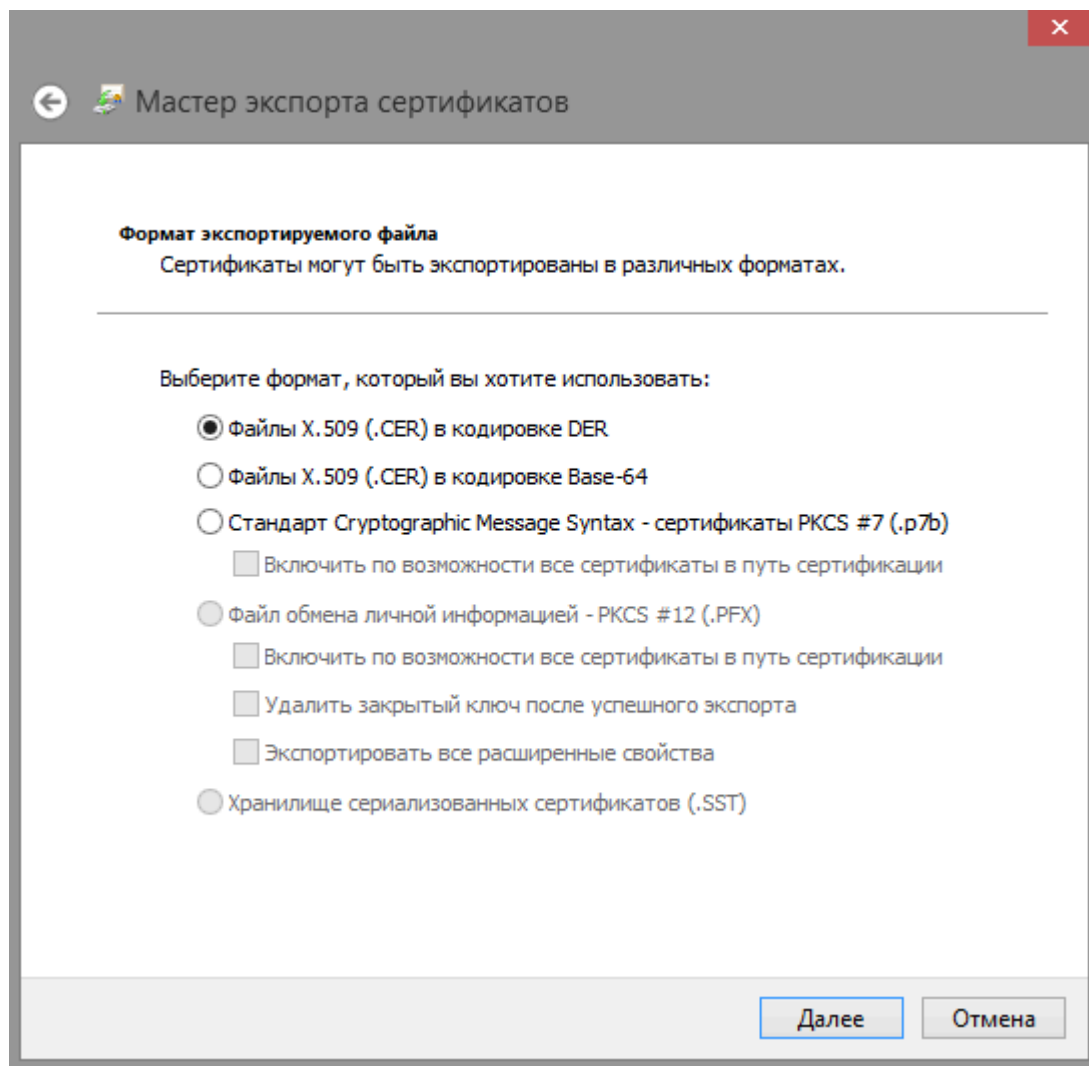 Мастер экспорта сертификатов
Формат экспортируемого файла
Сертификаты могут быть экспортированы в различных форматах.
Выберите формат, который вы хотите использовать:
Файлы X.509 (.CER) в кодировке DER
Файлы X.509 (.CER) в кодировке Base-64
Стандарт Cryptographic Message Syntax - сертификаты PKCS #7 (.p7b)
Включить по возможности все сертификаты в путь сертификации
Файл обмена личной информацией - PKCS #12 (.PFX)
Включить по возможности все сертификаты в путь сертификации
Удалить закрытый ключ после успешного экспорта
Экспортировать все расширенные свойства
Хранилище сериализованных сертификатов (.SST)
Далее Отмена